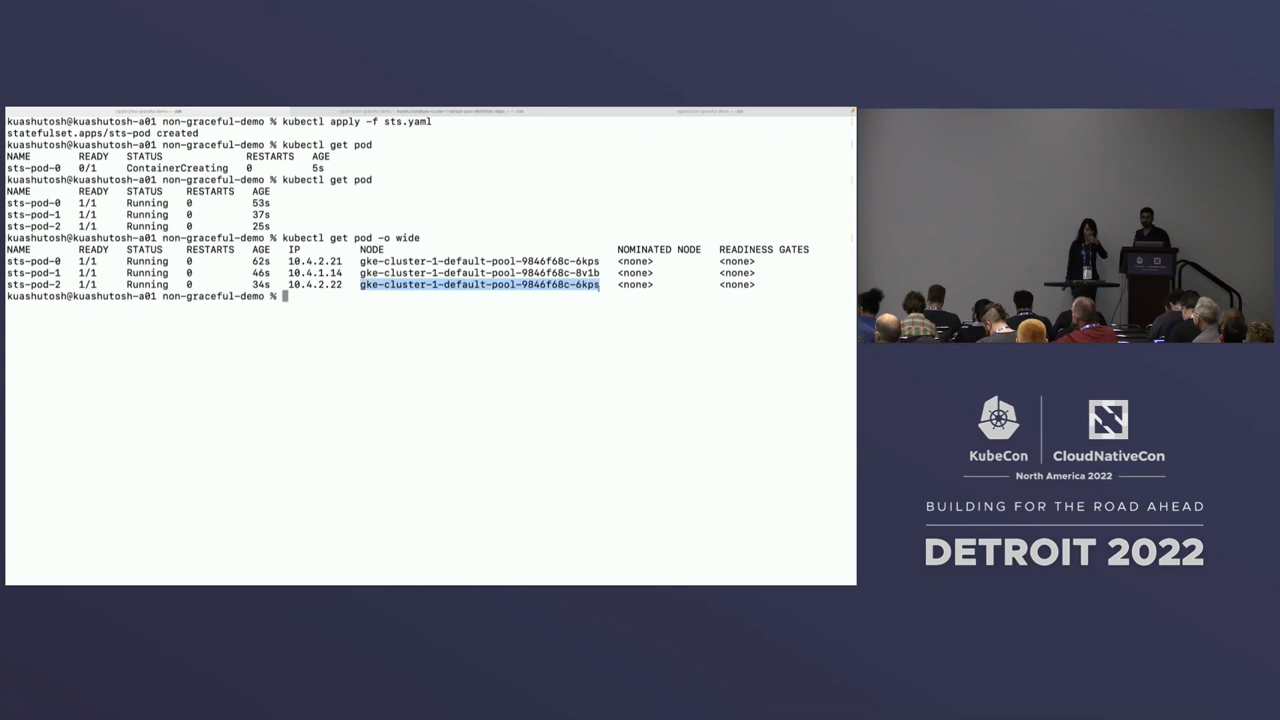 kuashutosh@kuashutosh-a01 non-graceful-demo % kubectl apply -f sts.yaml
statefulset.apps/sts-pod created
kuashutosh@kuashutosh-a01 non-graceful-demo % kubectl get pod
NAME READY STATUS RESTARTS AGE
sts-pod-0 0/1 ContainerCreating 0 5s
kuashutosh@kuashutosh-a01 non-graceful-demo % kubectl get pod
NAME READY STATUS RESTARTS AGE
sts-pod-0 1/1 Running 0 53s
sts-pod-1 1/1 Running 0 37s
sts-pod-2 1/1 Running 0 25s
kuashutosh@kuashutosh-a01 non-graceful-demo % kubectl get pod -o wide
NAME READY STATUS RESTARTS AGE IP NODE NOMINATED NODE READINESS GATES
sts-pod-0 1/1 Running 0 62s 10.4.2.21 gke-cluster-1-default-pool-9846f68c-6kps <none> <none>
sts-pod-1 1/1 Running 0 46s 10.4.1.14 gke-cluster-1-default-pool-9846f68c-8v1b <none> <none>
sts-pod-2 1/1 Running 0 34s 10.4.2.22 gke-cluster-1-default-pool-9846f68c-6kps <none> <none>
kuashutosh@kuashutosh-a01 non-graceful-demo %
KubeCon
CloudNativeCon
North America 2022
BUILDING FOR THE ROAD AHEAD
DETROIT 2022